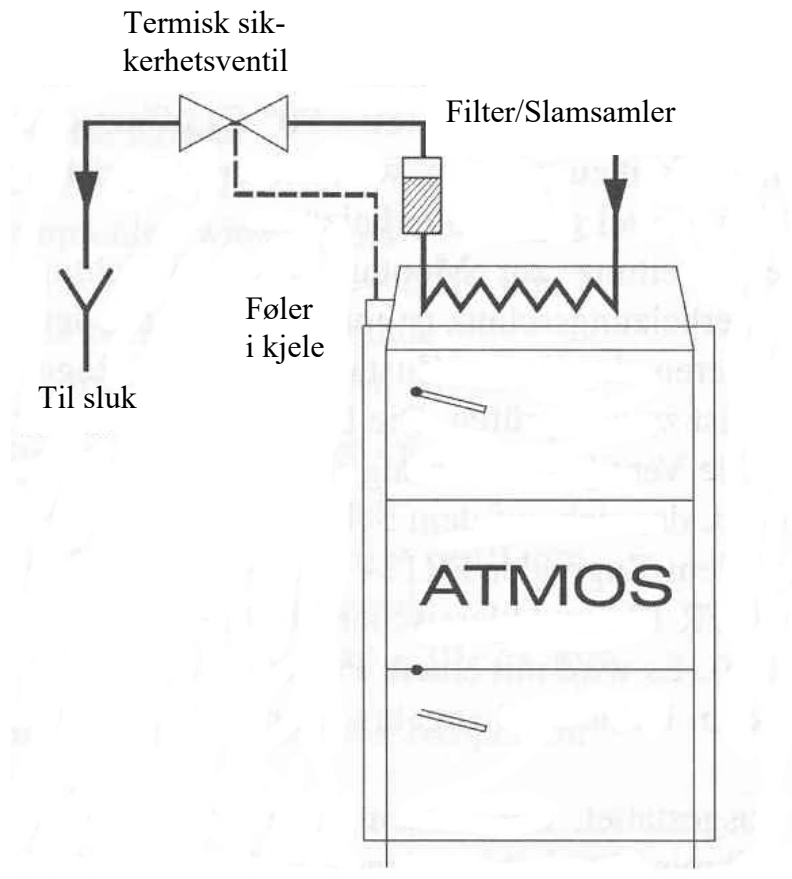 Termisk sik-
kerhetsventil
Filter/Slamsamler
Føler
i kjele
Til sluk
ATMOS